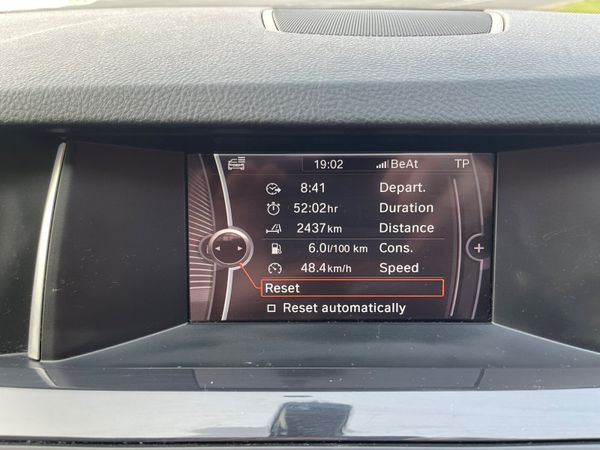 19:02 BeAt TP
8:41 Depart.
52:02hr Duration
2437km Distance
6.0l/100 km Cons.
48.4km/h Speed
Reset
Reset automatically